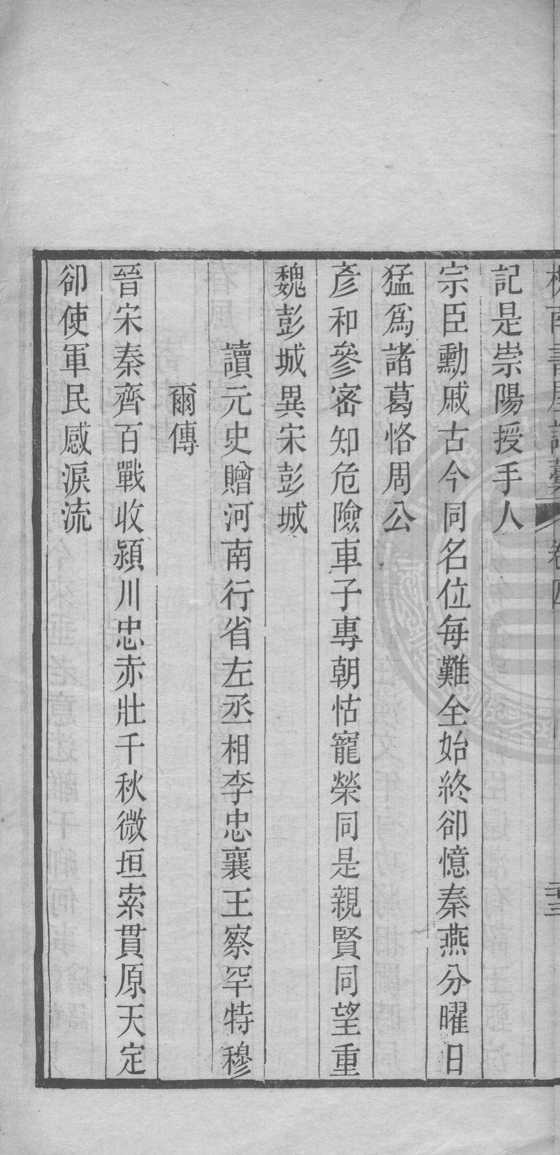 記是崇陽授手人
宗臣勳戚古今同名位每難全始終卻憶秦燕分曜日
猛為諸葛恪周公
彥和參密知危險車子專朝怙寵榮同是親賢同望重
魏彭城異宋彭城
讀元史贈河南行省左丞相李忠襄王察罕特穆
爾傳
晉宋秦齊百戰收潁川忠赤壯千秋微垣索貫原天定
卻使軍民感淚流